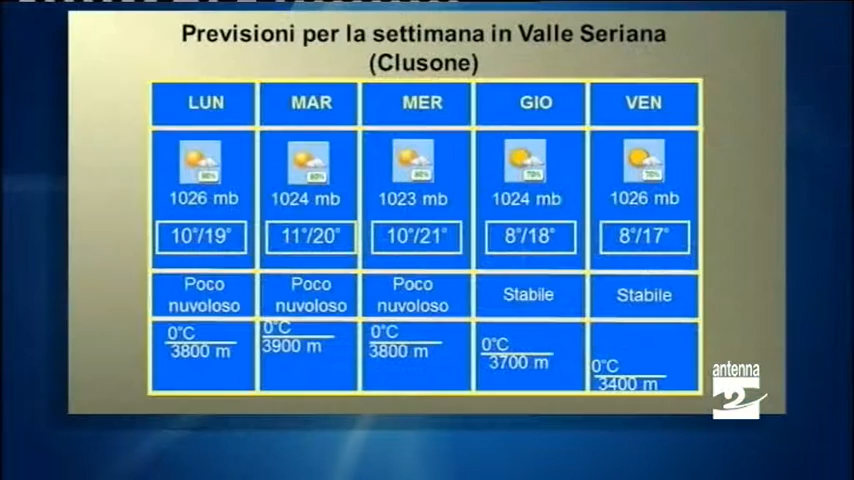 Previsioni per la settimana in Valle Seriana
(Clusone)
LUN MAR MER GIO VEN
70% 70%
1026 mb 1024 mb 1023 mb 1024 mb 1026 mb
10°/19° 11°/20° 10°/21° 8°/18° 8°/17°
Poco Poco Poco
nuvoloso nuvoloso nuvoloso Stabile Stabile
0°C 0°C 0°C 0°C 0°C
3800 m 3900 m 3800 m 3700 m 3400 m
antenna
2